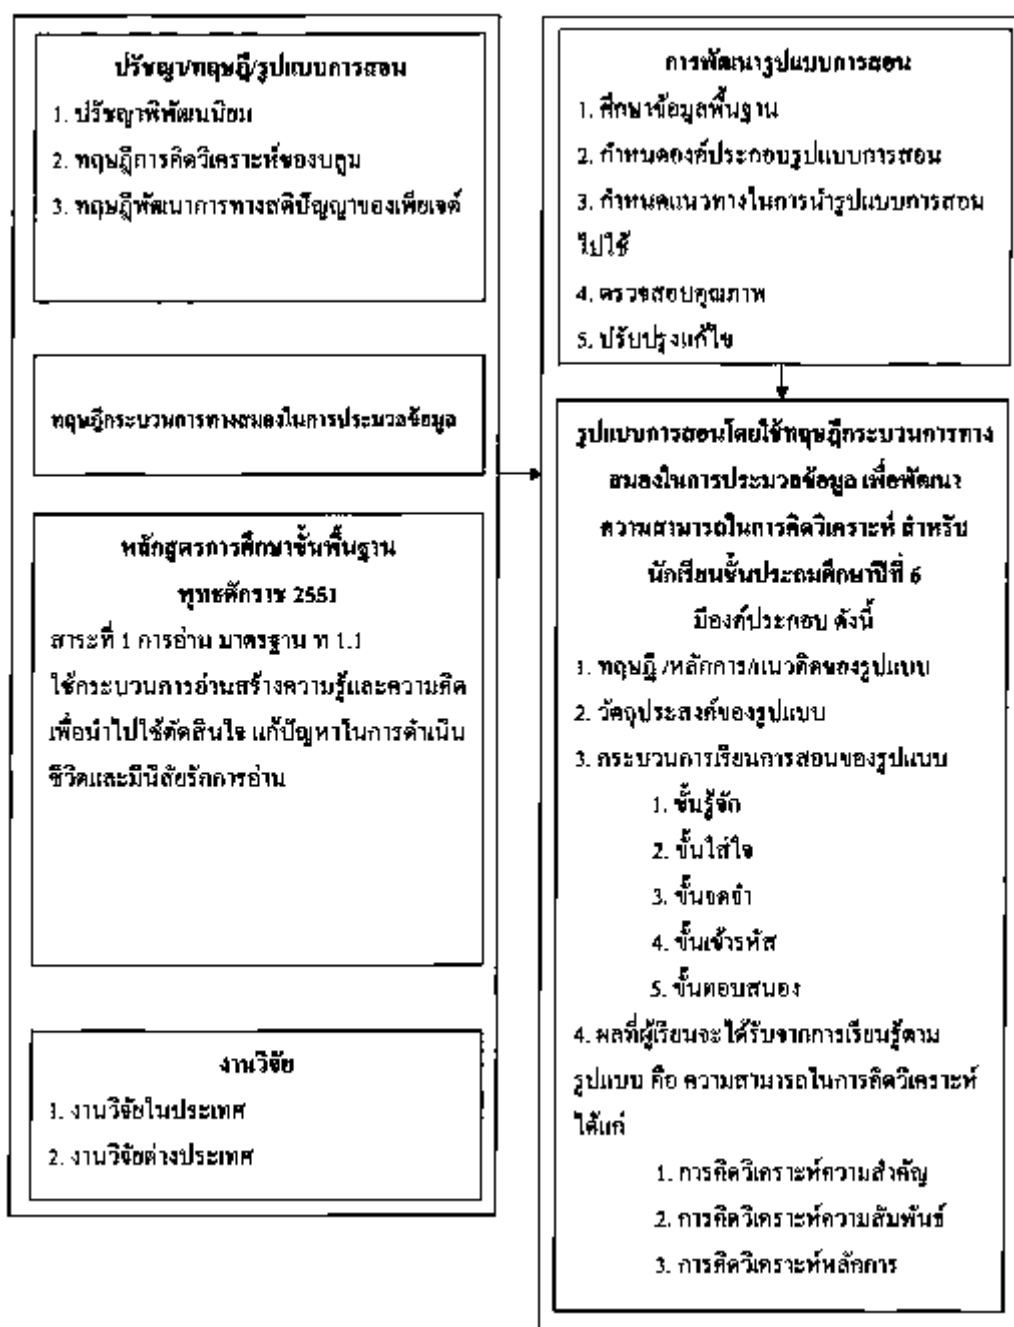 ปรัชญา/ทฤษฎี/รูปแบบการสอน
1. ปรัชญาพิพัฒนนิยม
2. ทฤษฎีการคิดวิเคราะห์ของบลูม
3. ทฤษฎีพัฒนาการทางสติปัญญาของเพียเจต์
ทฤษฎีกระบวนการทางสมองในการประมวลข้อมูล
หลักสูตรการศึกษาขั้นพื้นฐาน
พุทธศักราช 2551
สาระที่ 1 การอ่าน มาตรฐาน ท 1.1
ใช้กระบวนการอ่านสร้างความรู้และความคิด
เพื่อนำไปใช้ตัดสินใจ แก้ปัญหาในการดำเนิน
ชีวิตและมีนิสัยรักการอ่าน
งานวิจัย
1. งานวิจัยในประเทศ
2. งานวิจัยต่างประเทศ
การพัฒนารูปแบบการสอน
1. ศึกษาข้อมูลพื้นฐาน
2. กำหนดองค์ประกอบรูปแบบการสอน
3. กำหนดแนวทางในการนำรูปแบบการสอน
ไปใช้
4. ตรวจสอบคุณภาพ
5. ปรับปรุงแก้ไข
รูปแบบการสอนโดยใช้ทฤษฎีกระบวนการทาง
สมองในการประมวลข้อมูล เพื่อพัฒนา
ความสามารถในการคิดวิเคราะห์ สำหรับ
นักเรียนชั้นประถมศึกษาปีที่ 6
มีองค์ประกอบ ดังนี้
1. ทฤษฎี /หลักการ/แนวคิดของรูปแบบ
2. วัตถุประสงค์ของรูปแบบ
3. กระบวนการเรียนการสอนของรูปแบบ
1. ขั้นรู้จัก
2. ขั้นใส่ใจ
3. ขั้นจดจำ
4. ขั้นเข้ารหัส
5. ขั้นตอบสนอง
4. ผลที่ผู้เรียนจะได้รับจากการเรียนรู้ตาม
รูปแบบ คือ ความสามารถในการคิดวิเคราะห์
ได้แก่
1. การคิดวิเคราะห์ความสำคัญ
2. การคิดวิเคราะห์ความสัมพันธ์
3. การคิดวิเคราะห์หลักการ